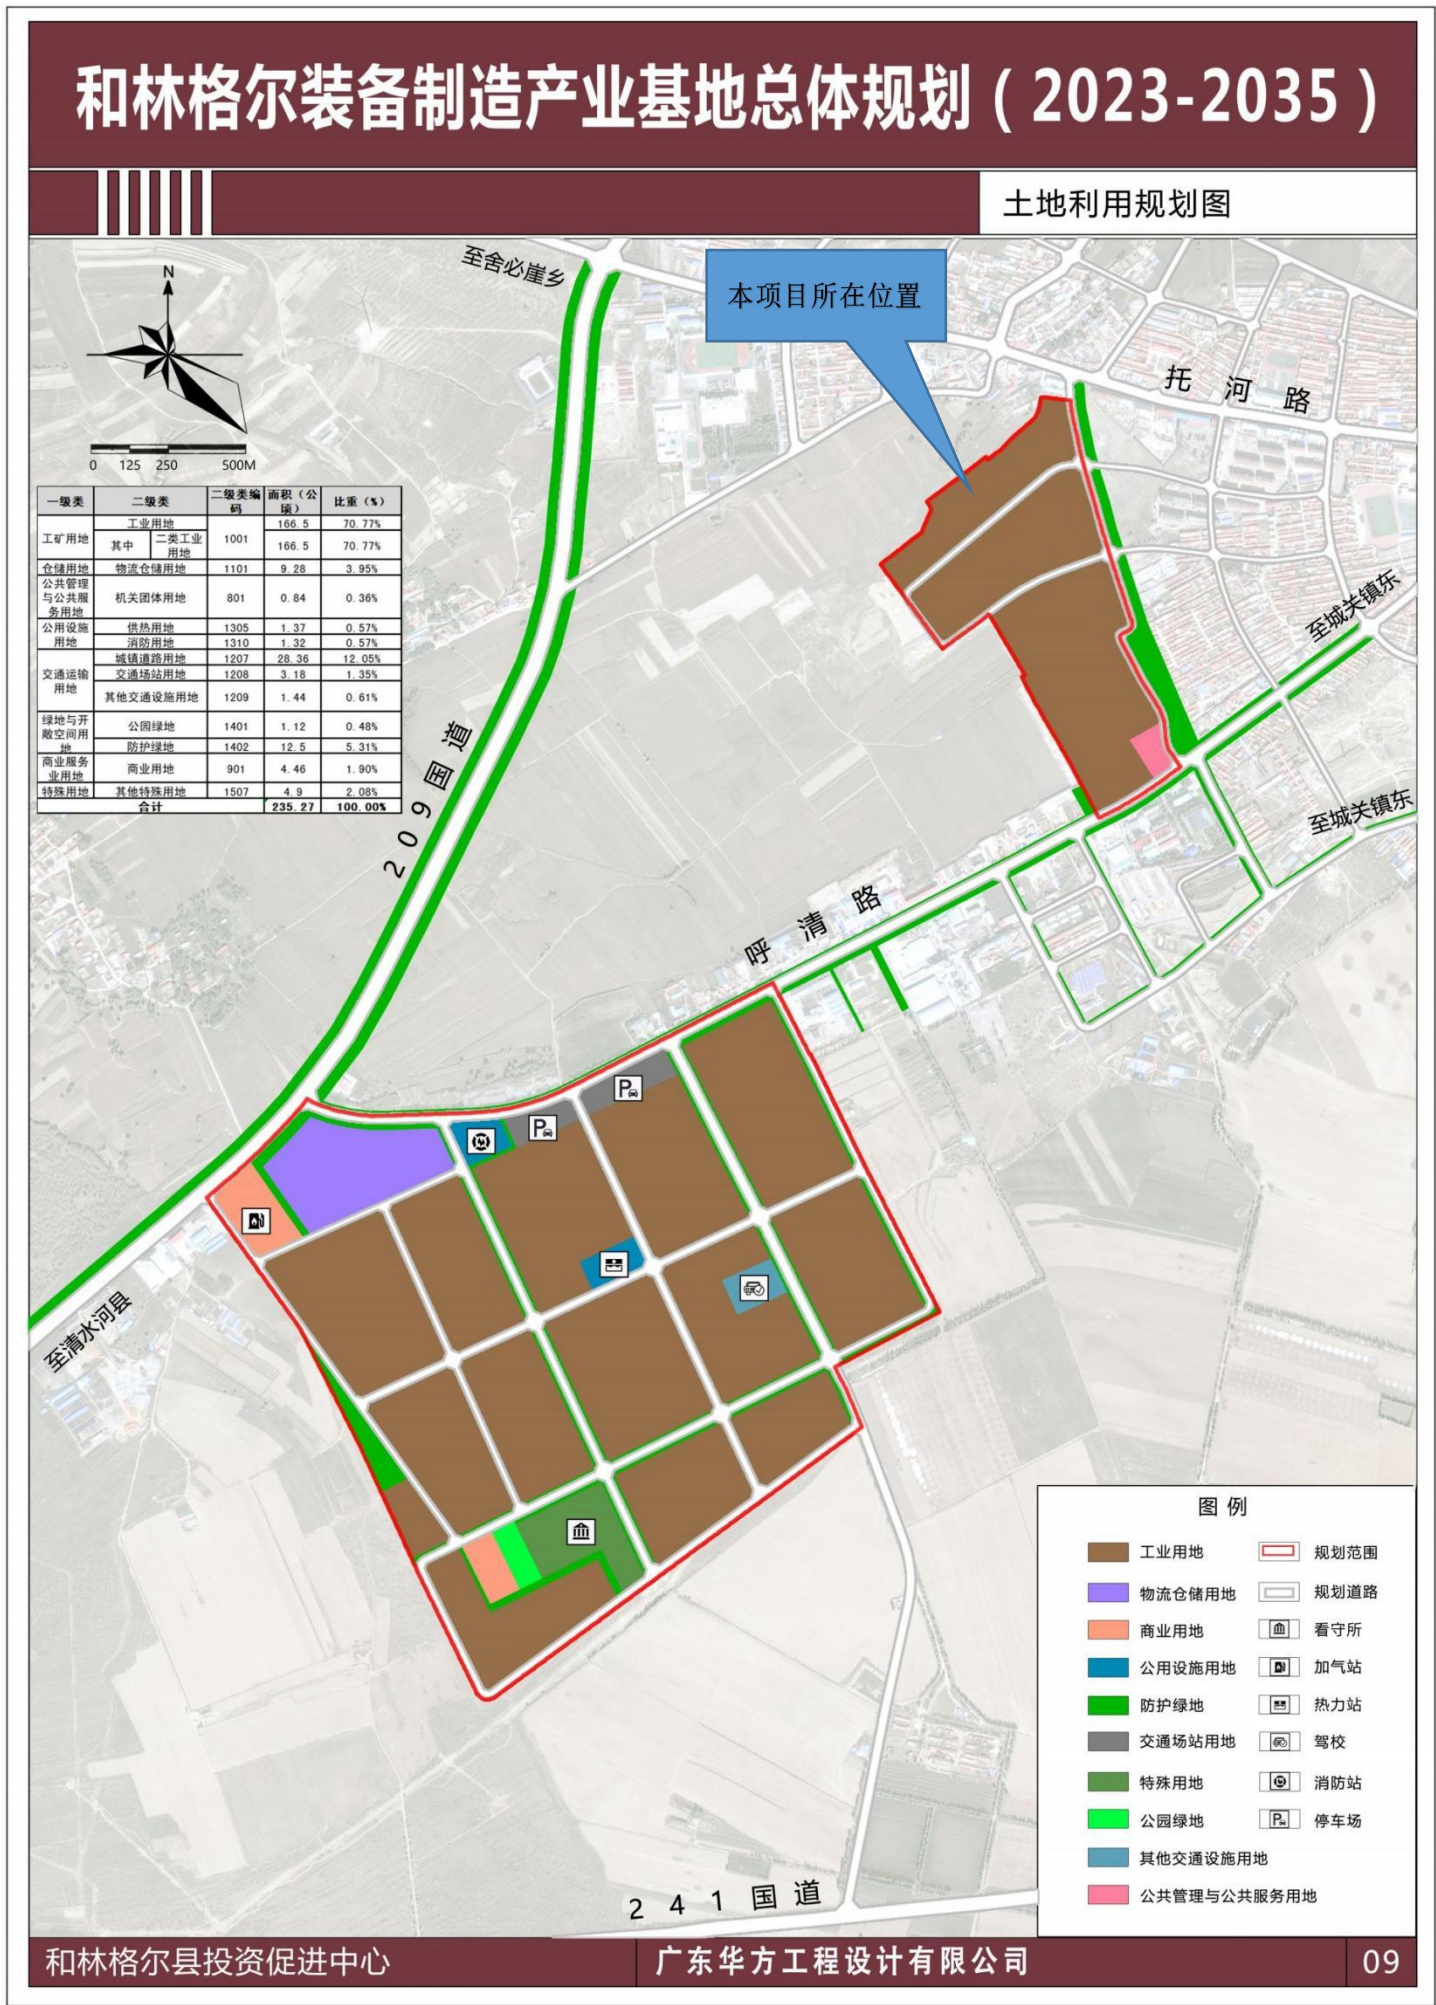 和林格尔装备制造产业基地总体规划（2023-2035）
土地利用规划图
至舍必崖乡
本项目所在位置
托河路
N
0 125 250 500M
一级类 二级类 二级类编码 面积（公顷） 比重（%）
工矿用地 工业用地 1001 166.5 70.77%
其中 二类工业用地 166.5 70.77%
仓储用地 物流仓储用地 1101 9.28 3.95%
公共管理与公共服务用地 机关团体用地 801 0.84 0.36%
公用设施用地 供热用地 1305 1.37 0.57%
消防用地 1310 1.32 0.57%
交通运输用地 城镇道路用地 1207 28.36 12.05%
交通场站用地 1208 3.18 1.35%
其他交通设施用地 1209 1.44 0.61%
绿地与开敞空间用地 公园绿地 1401 1.12 0.48%
防护绿地 1402 12.5 5.31%
商业服务业用地 商业用地 901 4.46 1.90%
特殊用地 其他特殊用地 1507 4.9 2.08%
合计 235.27 100.00%
至城关镇东
209国道
至城关镇东
呼清路
P
P
至清水河县
图例
工业用地 规划范围
物流仓储用地 规划道路
商业用地 看守所
公用设施用地 加气站
防护绿地 热力站
交通场站用地 驾校
特殊用地 消防站
公园绿地 P 停车场
其他交通设施用地
公共管理与公共服务用地
241国道
和林格尔县投资促进中心 广东华方工程设计有限公司 09